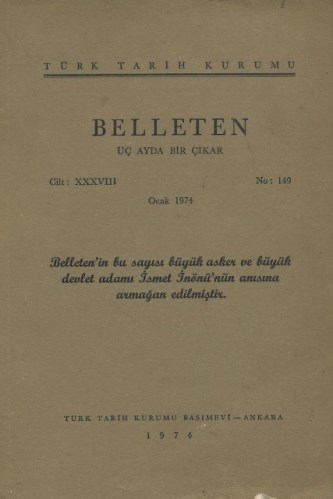 TÜRK TARİH KURUMU
BELLETEN
ÜÇ AYDA BİR ÇIKAR
Cilt : XXXVIII No : 149
Ocak 1974
Belleten'in bu sayısı büyük asker ve büyük
devlet adamı İsmet İnönü'nün anısına
armağan edilmiştir.
TÜRK TARİH KURUMU BASIMEVİ — ANKARA
1974